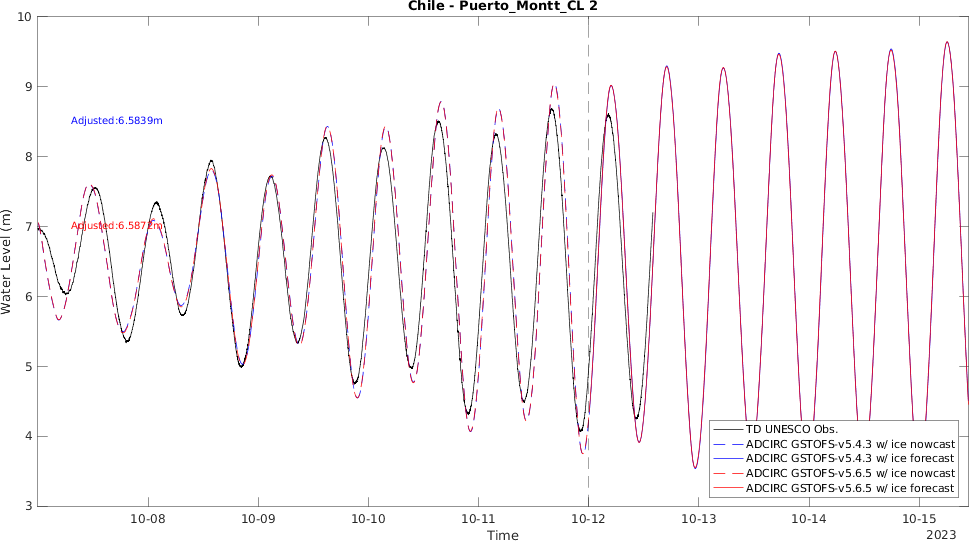 Chile - Puerto_Montt_CL 2
Water Level (m)
10
9
8
7
6
5
4
3
Adjusted:6.5839m
Adjusted:6.5872m
TD UNESCO Obs.
ADCIRC GSTOFS-v5.4.3 w/ ice nowcast
ADCIRC GSTOFS-v5.4.3 w/ ice forecast
ADCIRC GSTOFS-v5.6.5 w/ ice nowcast
ADCIRC GSTOFS-v5.6.5 w/ ice forecast
10-08 10-09 10-10 10-11 10-12 10-13 10-14 10-15
Time
2023